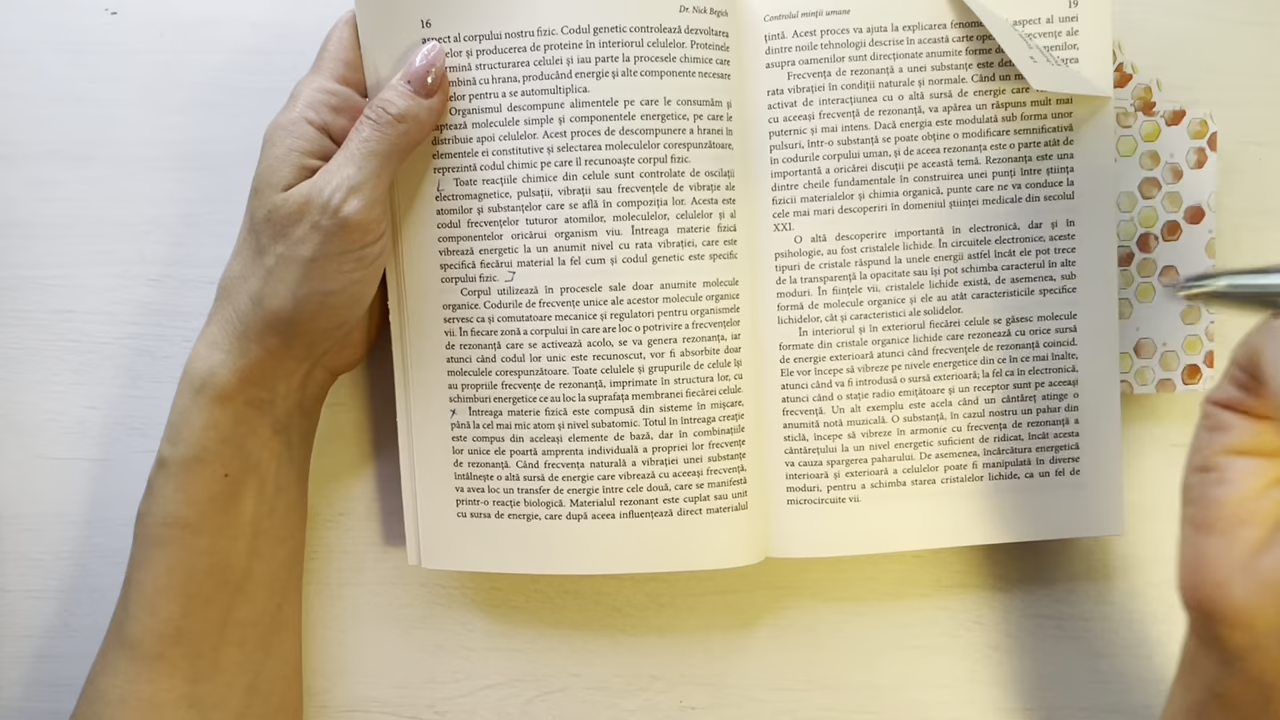 16
Dr. Nick Begich
aspect al corpului nostru fizic. Codul genetic controlează dezvoltarea
și producerea de proteine în interiorul celulelor. Proteinele
structurarea celulei și iau parte la procesele chimice care
cu hrana, producând energie și alte componente necesare
pentru a se automultiplica.
Organismul descompune alimentele pe care le consumăm și
moleculele simple și componentele energetice, pe care le
distribuie apoi celulelor. Acest proces de descompunere a hranei în
elementele ei constitutive și selectarea moleculelor corespunzătoare,
reprezintă codul chimic pe care îl recunoaște corpul fizic.
Toate reacțiile chimice din celule sunt controlate de oscilații
electromagnetice, pulsații, vibrații sau frecvențele de vibrație ale
atomilor și substanțelor care se află în compoziția lor. Acesta este
codul frecvențelor tuturor atomilor, moleculelor, celulelor și al
componentelor oricărui organism viu. Întreaga materie fizică
vibrează energetic la un anumit nivel cu rata vibrației, care este
specifică fiecărui material la fel cum și codul genetic este specific
corpului fizic.
Corpul utilizează în procesele sale doar anumite molecule
organice. Codurile de frecvențe unice ale acestor molecule organice
servesc ca și comutatoare mecanice și regulatori pentru organismele
vii. În fiecare zonă a corpului în care are loc o potrivire a frecvențelor
de rezonanță care se activează acolo, se va genera rezonanța, iar
atunci când codul lor unic este recunoscut, vor fi absorbite doar
moleculele corespunzătoare. Toate celulele și grupurile de celule își
au propriile frecvențe de rezonanță, imprimate în structura lor, cu
schimburi energetice ce au loc la suprafața membranei fiecărei celule.
Întreaga materie fizică este compusă din sisteme în mișcare,
până la cel mai mic atom și nivel subatomic. Totul în întreaga creație
este compus din aceleași elemente de bază, dar în combinațiile
lor unice ele poartă amprenta individuală a propriei lor frecvențe
de rezonanță. Când frecvența naturală a vibrației unei substanțe
întâlnește o altă sursă de energie care vibrează cu aceeași frecvență,
va avea loc un transfer de energie între cele două, care se manifestă
printr-o reacție biologică. Materialul rezonant este cuplat sau unit
cu sursa de energie, care după aceea influențează direct materialul
Controlul minții umane
19
țintă. Acest proces va ajuta la explicarea aspect al unei
dintre noile tehnologii descrise în această carte frecvențe ale
asupra oamenilor sunt direcționate anumite forme
Frecvența de rezonanță a unei substanțe este
rata vibrației în condiții naturale și normale. Când un
activat de interacțiunea cu o altă sursă de energie care
cu aceeași frecvență de rezonanță, va apărea un răspuns mult mai
puternic și mai intens. Dacă energia este modulată sub forma unor
pulsuri, într-o substanță se poate obține o modificare semnificativă
în codurile corpului uman, și de aceea rezonanța este o parte atât de
importantă a oricărei discuții pe această temă. Rezonanța este una
dintre cheile fundamentale în construirea unei punți între știința
fizicii materialelor și chimia organică, punte care ne va conduce la
cele mai mari descoperiri în domeniul științei medicale din secolul
XXI.
O altă descoperire importantă în electronică, dar și în
psihologie, au fost cristalele lichide. În circuitele electronice, aceste
tipuri de cristale răspund la unele energii astfel încât ele pot trece
de la transparență la opacitate sau își pot schimba caracterul în alte
moduri. În ființele vii, cristalele lichide există, de asemenea, sub
formă de molecule organice și ele au atât caracteristicile specifice
lichidelor, cât și caracteristici ale solidelor.
În interiorul și în exteriorul fiecărei celule se găsesc molecule
formate din cristale organice lichide care rezonează cu orice sursă
de energie exterioară atunci când frecvențele de rezonanță coincid.
Ele vor începe să vibreze pe nivele energetice din ce în ce mai înalte,
atunci când va fi introdusă o sursă exterioară; la fel ca în electronică,
atunci când o stație radio emițătoare și un receptor sunt pe aceeași
frecvență. Un alt exemplu este acela când un cântăreț atinge o
anumită notă muzicală. O substanță, în cazul nostru un pahar din
sticlă, începe să vibreze în armonie cu frecvența de rezonanță a
cântărețului la un nivel energetic suficient de ridicat, încât acesta
va cauza spargerea paharului. De asemenea, încărcătura energetică
interioară și exterioară a celulelor poate fi manipulată în diverse
moduri, pentru a schimba starea cristalelor lichide, ca un fel de
microcircuite vii.